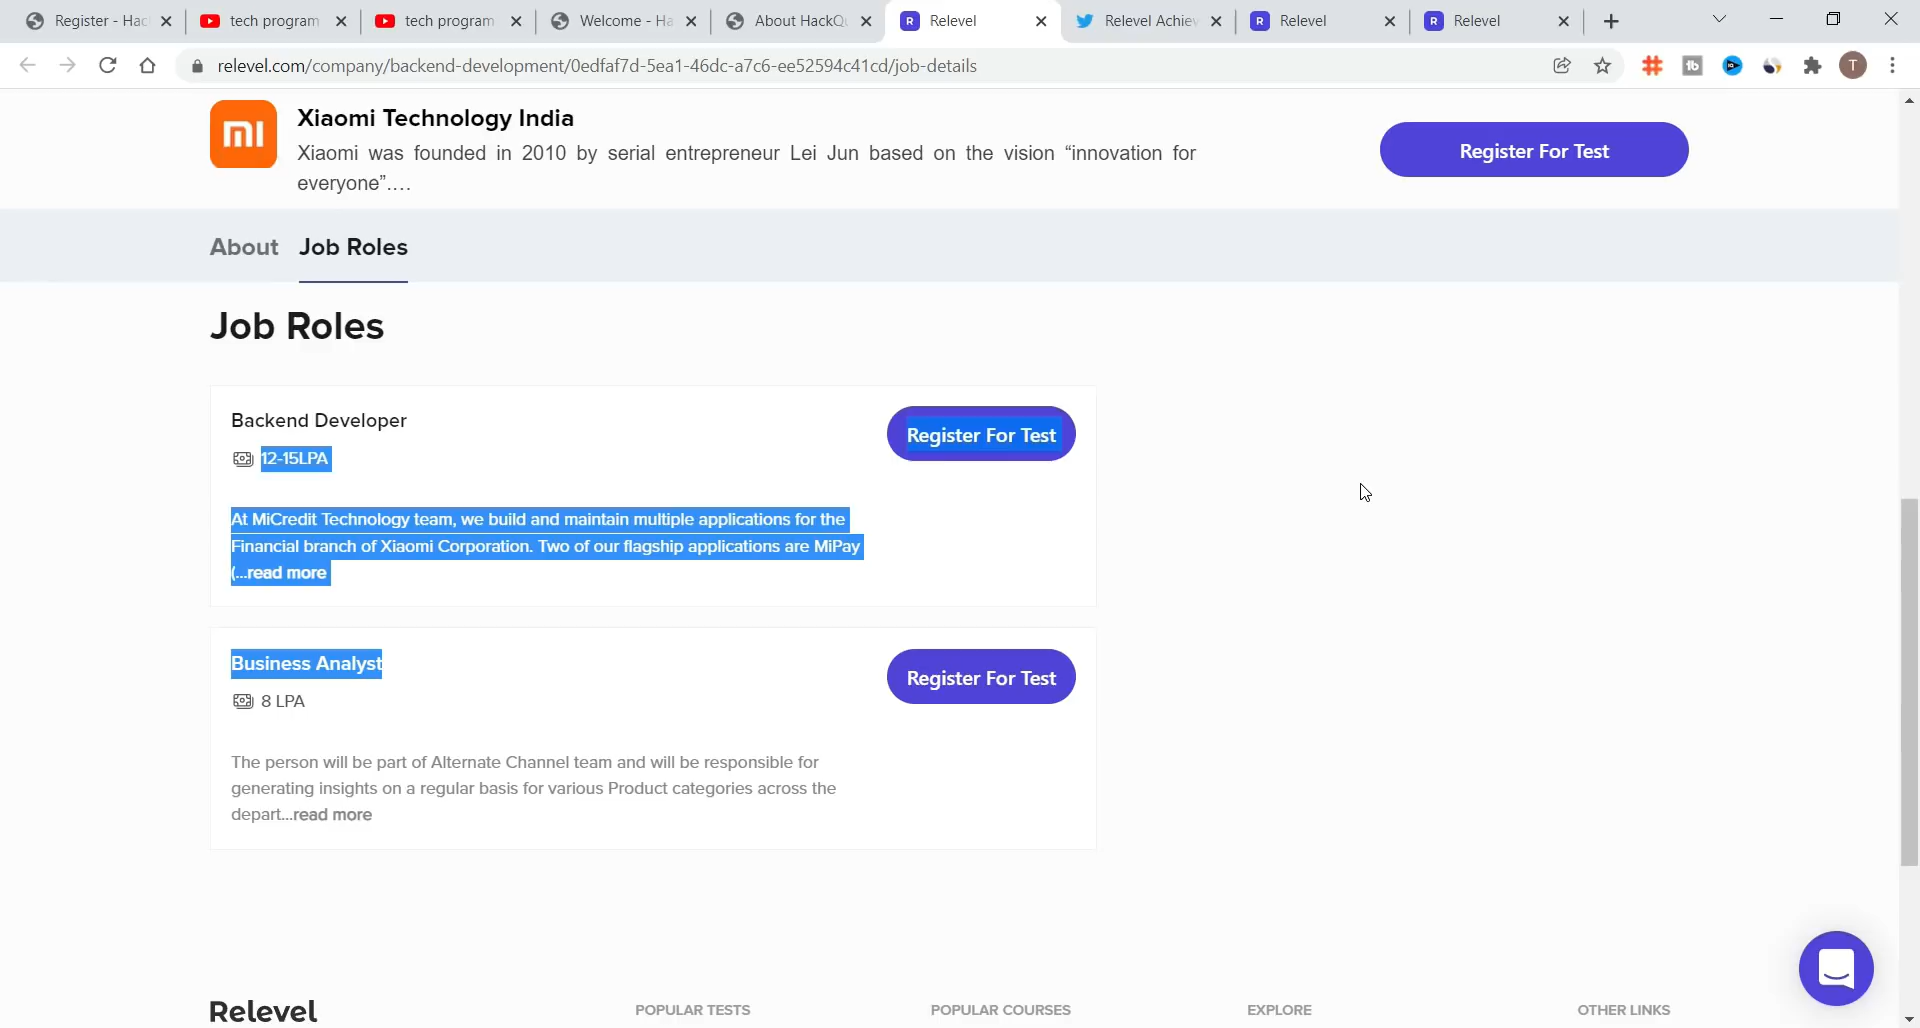 Register - Hac
tech program
tech program
Welcome - Ha
About HackQu
Relevel
Relevel Achiev
Relevel
Relevel
relevel.com/company/backend-development/0edfaf7d-5ea1-46dc-a7c6-ee52594c41cd/job-details
T
Xiaomi Technology India
Xiaomi was founded in 2010 by serial entrepreneur Lei Jun based on the vision “innovation for
everyone”.…
Register For Test
About
Job Roles
Job Roles
Backend Developer
12-15LPA
Register For Test
At MiCredit Technology team, we build and maintain multiple applications for the
Financial branch of Xiaomi Corporation. Two of our flagship applications are MiPay
(...read more
Business Analyst
8 LPA
Register For Test
The person will be part of Alternate Channel team and will be responsible for
generating insights on a regular basis for various Product categories across the
depart...read more
Relevel
POPULAR TESTS
POPULAR COURSES
EXPLORE
OTHER LINKS